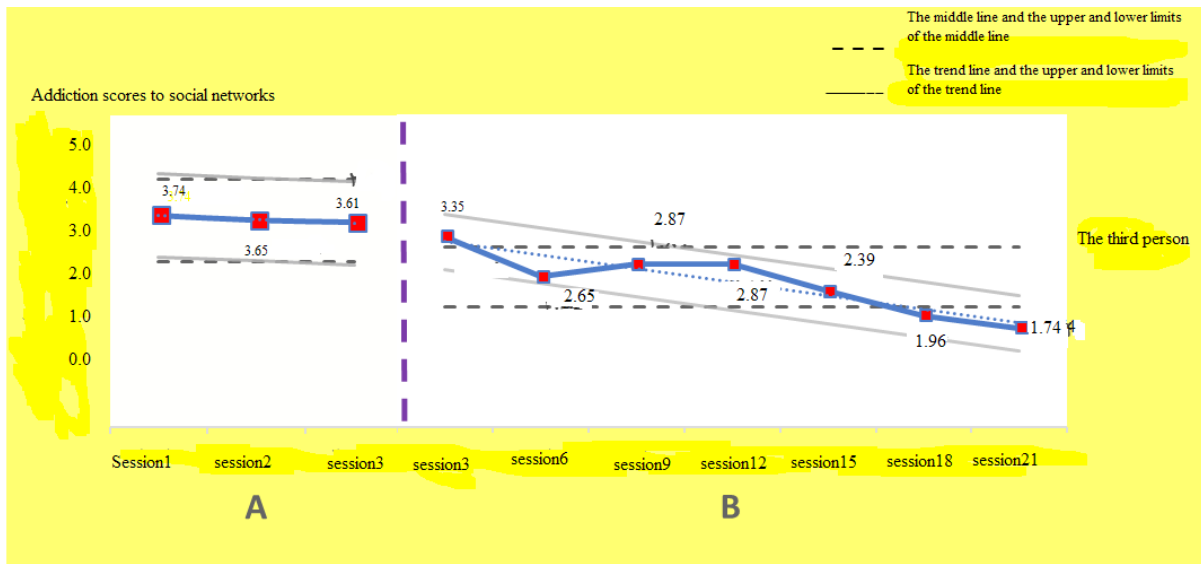 The middle line and the upper and lower limits
of the middle line
The trend line and the upper and lower limits
of the trend line
Addiction scores to social networks
5.0
4.0
3.0
2.0
1.0
0.0
3.74
3.74
3.65
3.61
3.35
2.65
2.87
2.87
2.39
1.96
1.74 4
The third person
Session1
session2
session3
session3
session6
session9
session12
session15
session18
session21
A
B